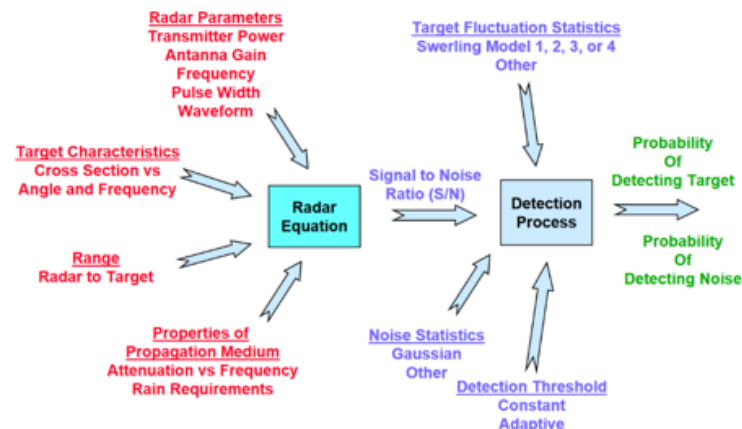 Radar Parameters
Transmitter Power
Antanna Gain
Frequency
Pulse Width
Waveform
Target Fluctuation Statistics
Swerling Model 1, 2, 3, or 4
Other
Target Characteristics
Cross Section vs
Angle and Frequency
Radar
Equation
Signal to Noise
Ratio (S/N)
Detection
Process
Probability
Of
Detecting Target
Probability
Of
Detecting Noise
Range
Radar to Target
Properties of
Propagation Medium
Attenuation vs Frequency
Rain Requirements
Noise Statistics
Gaussian
Other
Detection Threshold
Constant
Adaptive